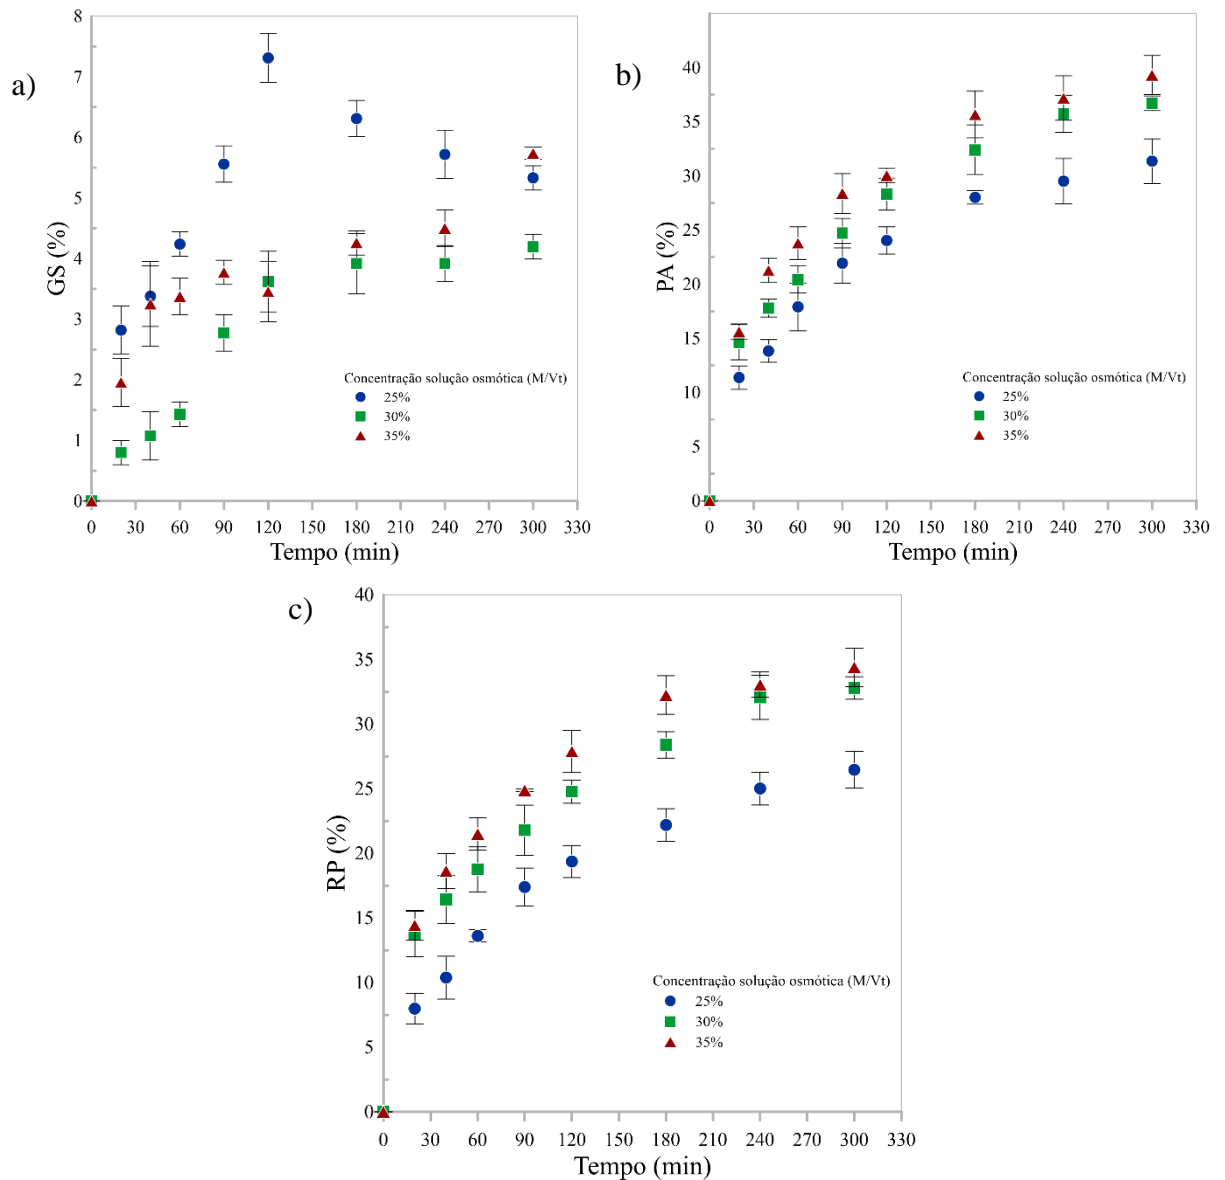 a)
GS (%)
8
7
6
5
4
3
2
1
0
Concentração solução osmótica (M/Vt)
25%
30%
35%
0 30 60 90 120 150 180 210 240 270 300 330
Tempo (min)
b)
PA (%)
40
35
30
25
20
15
10
5
0
Concentração solução osmótica (M/Vt)
25%
30%
35%
0 30 60 90 120 150 180 210 240 270 300 330
Tempo (min)
c)
RP (%)
40
35
30
25
20
15
10
5
0
Concentração solução osmótica (M/Vt)
25%
30%
35%
0 30 60 90 120 150 180 210 240 270 300 330
Tempo (min)